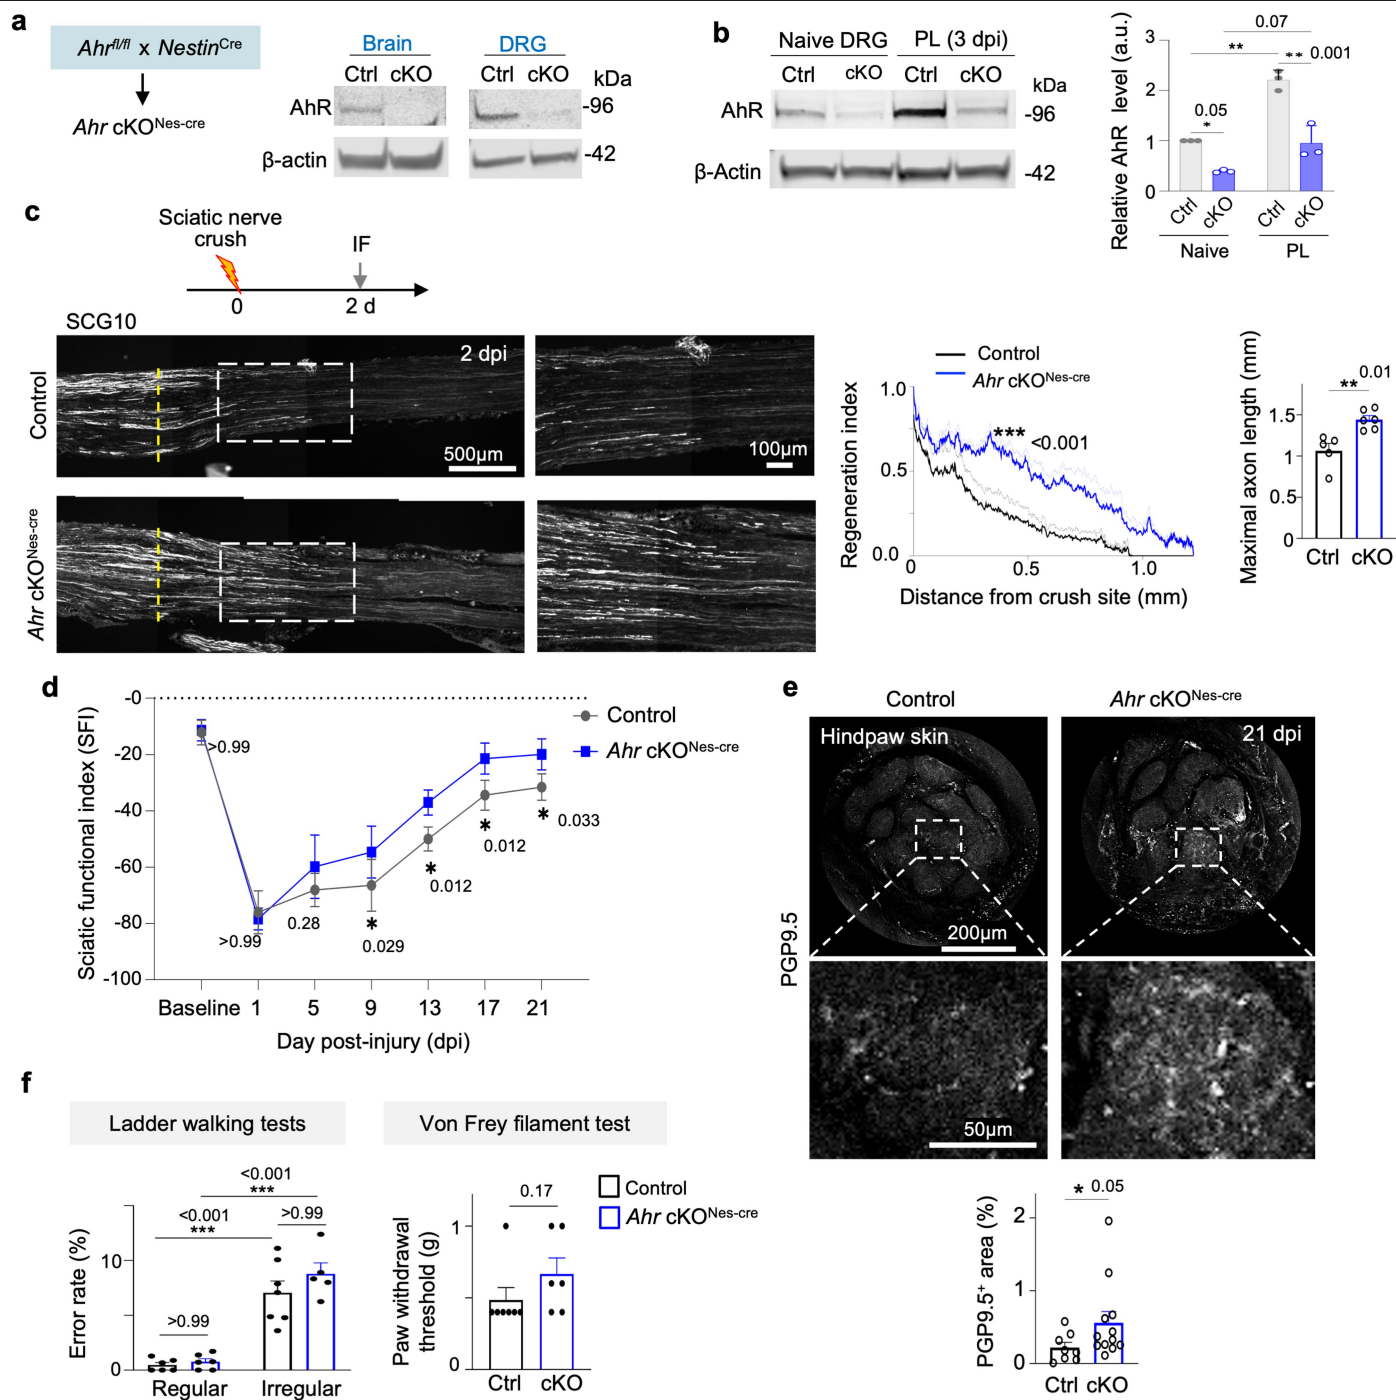 a
Ahrfl/fl x NestinCre
Ahr cKONes-cre
Brain
DRG
Ctrl cKO
Ctrl cKO
kDa
AhR
-96
β-actin
-42
b
Naive DRG
PL (3 dpi)
Ctrl
cKO
Ctrl
cKO
kDa
AhR
-96
β-Actin
-42
Relative AhR level (a.u.)
3
2
1
0
0.07
**
** 0.001
0.05
*
Ctrl
cKO
Ctrl
cKO
Naive
PL
c
Sciatic nerve
crush
IF
0
2 d
SCG10
Control
2 dpi
500µm
100µm
Ahr cKONes-cre
Control
Ahr cKONes-cre
Regeneration index
1.0
0.5
0.0
*** <0.001
0.5
1.0
Distance from crush site (mm)
Maximal axon length (mm)
0.01
**
1.5
1
0.5
0
Ctrl cKO
d
Sciatic functional index (SFI)
-0
-20
-40
-60
-80
-100
Control
Ahr cKONes-cre
>0.99
>0.99
0.28
*
0.029
*
0.012
*
0.012
*
0.033
Baseline 1 5 9 13 17 21
Day post-injury (dpi)
e
Control
Ahr cKONes-cre
Hindpaw skin
21 dpi
200µm
PGP9.5
50µm
PGP9.5+ area (%)
* 0.05
2
1
0
Ctrl cKO
f
Ladder walking tests
Von Frey filament test
Error rate (%)
<0.001
***
<0.001
***
>0.99
>0.99
10
0
Regular
Irregular
Paw withdrawal
threshold (g)
0.17
1
0
Ctrl cKO
Control
Ahr cKONes-cre